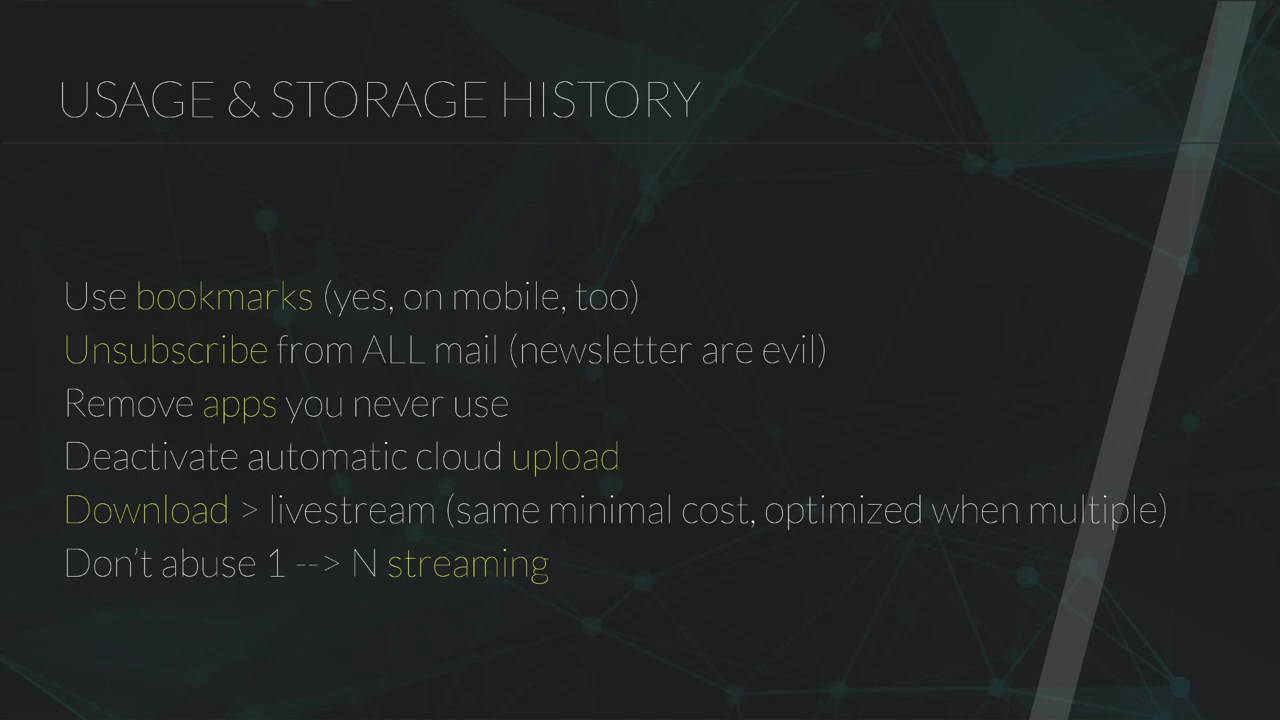 USAGE & STORAGE HISTORY
Use bookmarks (yes, on mobile, too)
Unsubscribe from ALL mail (newsletter are evil)
Remove apps you never use
Deactivate automatic cloud upload
Download > livestream (same minimal cost, optimized when multiple)
Don't abuse 1 --> N streaming